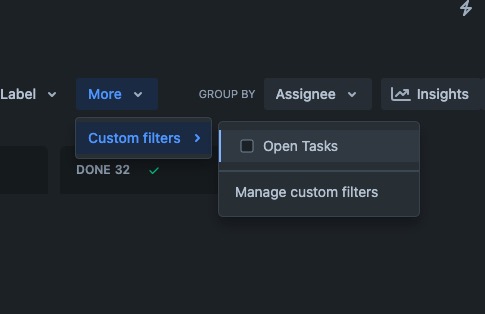 Label
More
GROUP BY
Assignee
Insights
Custom filters
Open Tasks
DONE 32
Manage custom filters